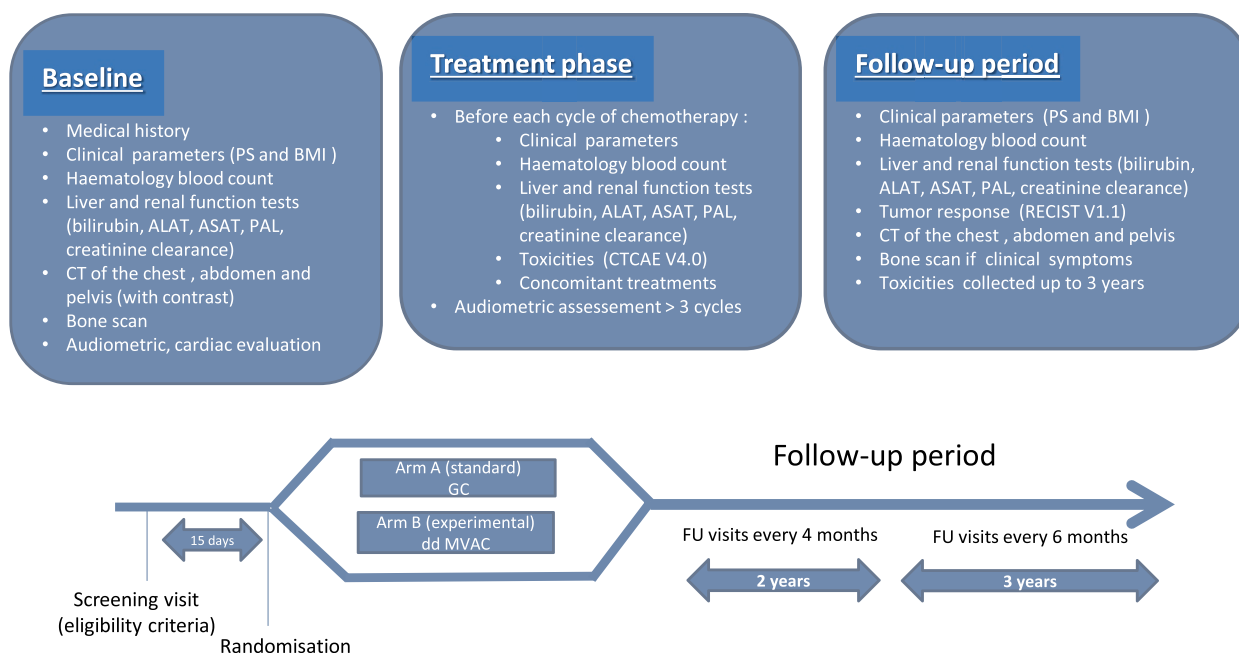 Baseline
• Medical history
• Clinical parameters (PS and BMI )
• Haematology blood count
• Liver and renal function tests
(bilirubin, ALAT, ASAT, PAL,
creatinine clearance)
• CT of the chest , abdomen and
pelvis (with contrast)
• Bone scan
• Audiometric, cardiac evaluation
Treatment phase
• Before each cycle of chemotherapy :
• Clinical parameters
• Haematology blood count
• Liver and renal function tests
(bilirubin, ALAT, ASAT, PAL,
creatinine clearance)
• Toxicities (CTCAE V4.0)
• Concomitant treatments
• Audiometric assessement > 3 cycles
Follow-up period
• Clinical parameters (PS and BMI )
• Haematology blood count
• Liver and renal function tests (bilirubin,
ALAT, ASAT, PAL, creatinine clearance)
• Tumor response (RECIST V1.1)
• CT of the chest , abdomen and pelvis
• Bone scan if clinical symptoms
• Toxicities collected up to 3 years
Follow-up period
Arm A (standard)
GC
Arm B (experimental)
dd MVAC
15 days
FU visits every 4 months
FU visits every 6 months
2 years
3 years
Screening visit
(eligibility criteria)
Randomisation